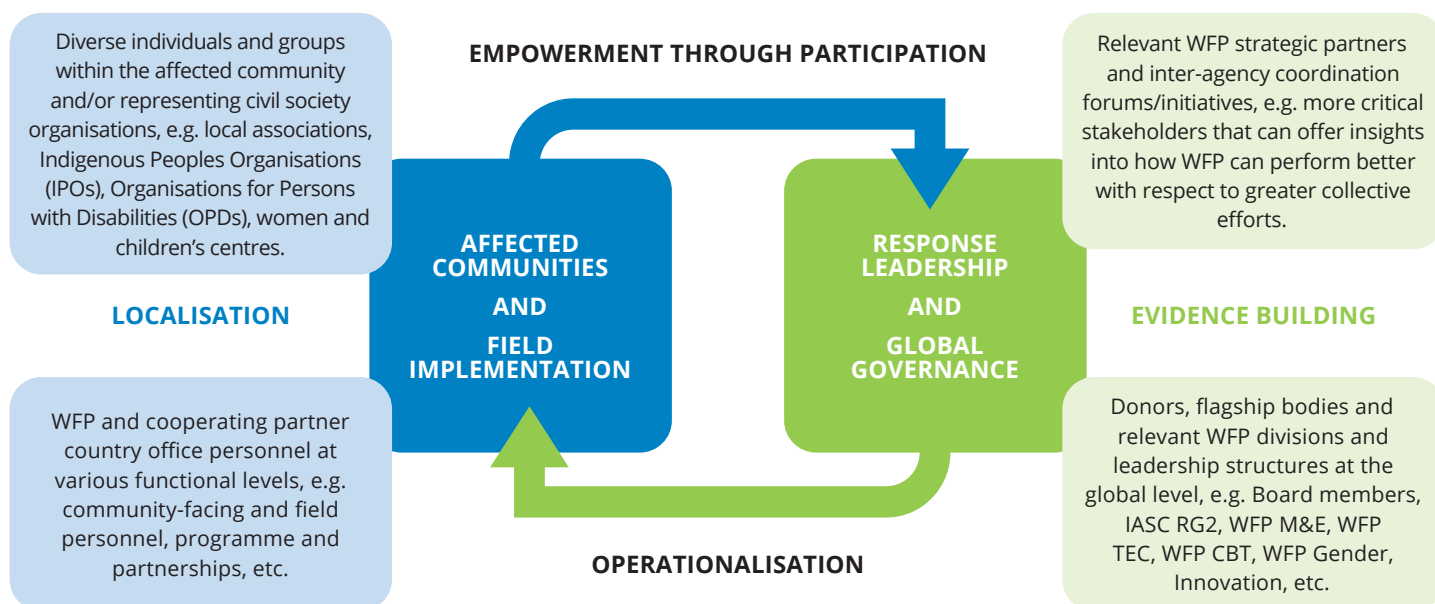 Diverse individuals and groups
within the affected community
and/or representing civil society
organisations, e.g. local associations,
Indigenous Peoples Organisations
(IPOs), Organisations for Persons
with Disabilities (OPDs), women and
children's centres.
EMPOWERMENT THROUGH PARTICIPATION
Relevant WFP strategic partners
and inter-agency coordination
forums/initiatives, e.g. more critical
stakeholders that can offer insights
into how WFP can perform better
with respect to greater collective
efforts.
AFFECTED
COMMUNITIES
AND
FIELD
IMPLEMENTATION
RESPONSE
LEADERSHIP
AND
GLOBAL
GOVERNANCE
LOCALISATION
EVIDENCE BUILDING
WFP and cooperating partner
country office personnel at
various functional levels, e.g.
community-facing and field
personnel, programme and
partnerships, etc.
OPERATIONALISATION
Donors, flagship bodies and
relevant WFP divisions and
leadership structures at the
global level, e.g. Board members,
IASC RG2, WFP M&E, WFP
TEC, WFP CBT, WFP Gender,
Innovation, etc.